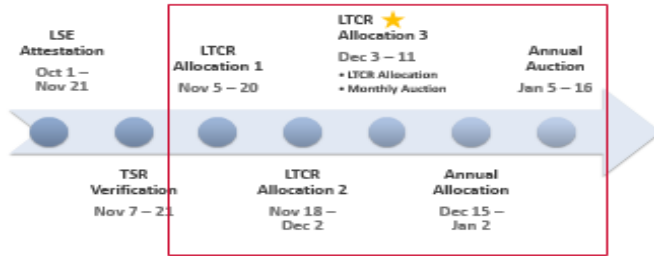 LSE
Attestation
Oct 1 –
Nov 21
LTCR
Allocation 1
Nov 5 – 20
LTCR
Allocation 3
Dec 3 – 11
• LTCR Allocation
• Monthly Auction
Annual
Auction
Jan 5 – 16
TSR
Verification
Nov 7 – 21
LTCR
Allocation 2
Nov 18 –
Dec 2
Annual
Allocation
Dec 15 –
Jan 2